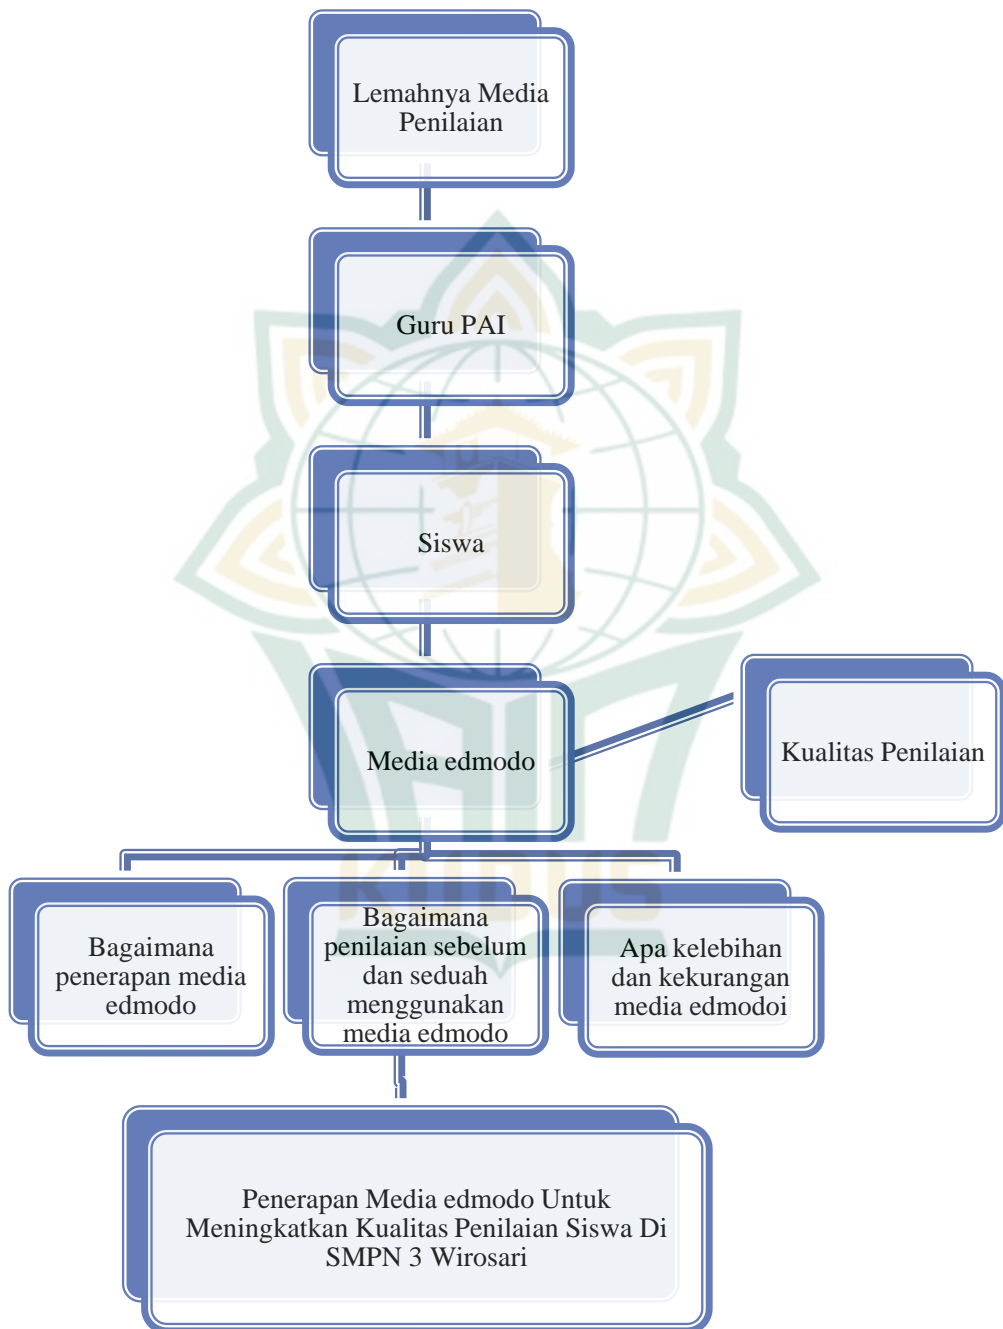 Lemahnya Media
Penilaian
Guru PAI
Siswa
Media edmodo
Kualitas Penilaian
Bagaimana
penerapan media
edmodo
Bagaimana
penilaian sebelum
dan seduah
menggunakan
media edmodo
Apa kelebihan
dan kekurangan
media edmodoi
Penerapan Media edmodo Untuk
Meningkatkan Kualitas Penilaian Siswa Di
SMPN 3 Wirosari
KUDUS